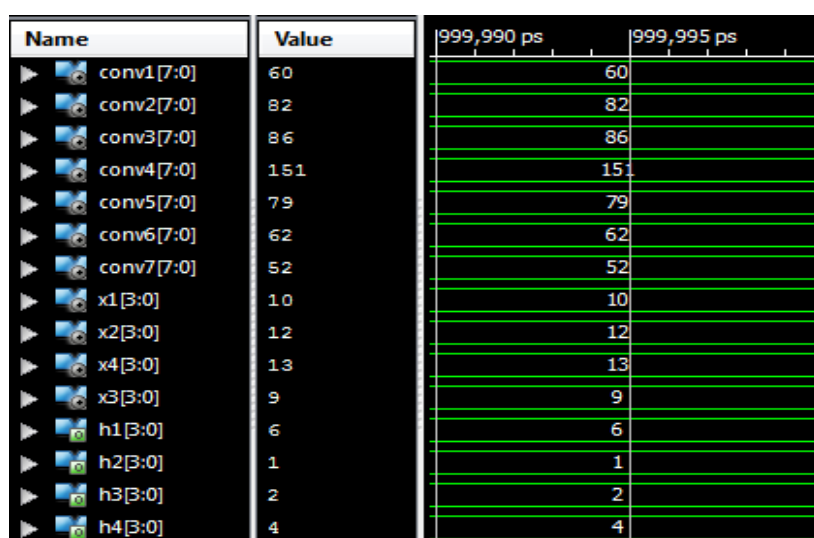 Name Value 999,990 ps 999,995 ps
conv1[7:0] 60 60
conv2[7:0] 82 82
conv3[7:0] 86 86
conv4[7:0] 151 151
conv5[7:0] 79 79
conv6[7:0] 62 62
conv7[7:0] 52 52
x1[3:0] 10 10
x2[3:0] 12 12
x4[3:0] 13 13
x3[3:0] 9 9
h1[3:0] 6 6
h2[3:0] 1 1
h3[3:0] 2 2
h4[3:0] 4 4